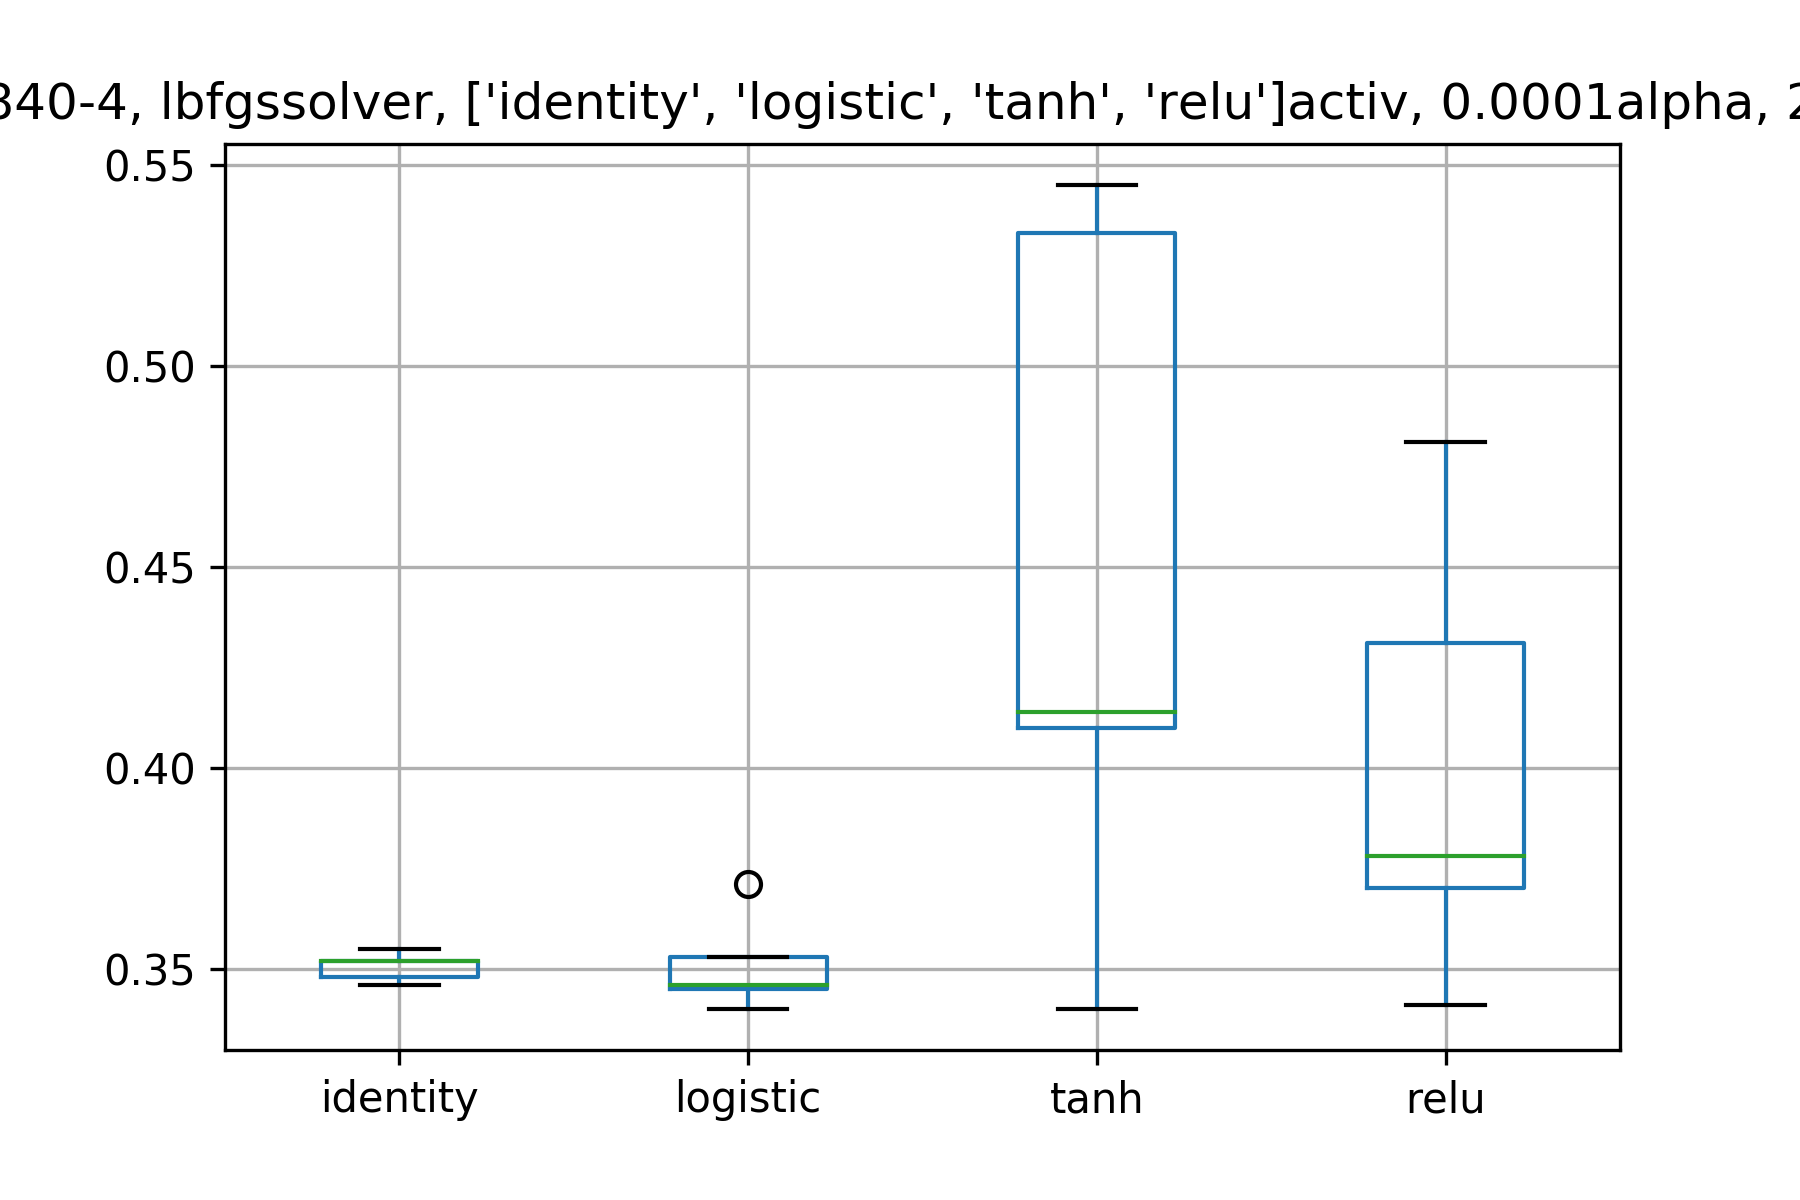 840-4, lbfgssolver, ['identity', 'logistic', 'tanh', 'relu']activ, 0.0001alpha, 2
0.55
0.50
0.45
0.40
0.35
identity logistic tanh relu